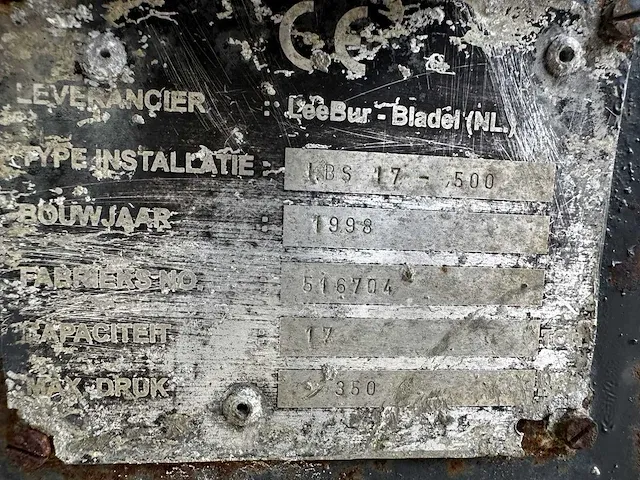 CE
LEVERANCIER : LeeBur - Bladel (NL.)
TYPE INSTALLATIE : LBS 17 - 500
BOUWJAAR : 1998
FABRIEKS NO. 516704
KAPACITEIT 17
MAX. DRUK 350